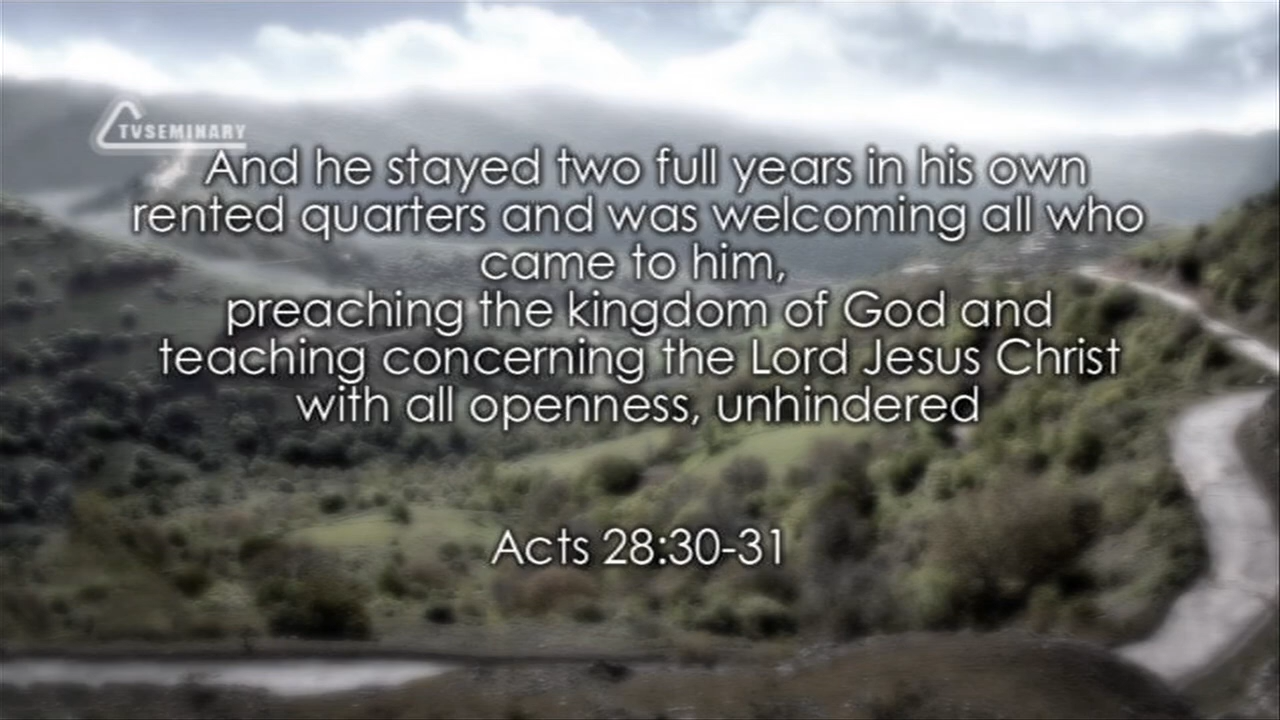 TVSEMINARY
And he stayed two full years in his own
rented quarters and was welcoming all who
came to him,
preaching the kingdom of God and
teaching concerning the Lord Jesus Christ
with all openness, unhindered
Acts 28:30-31